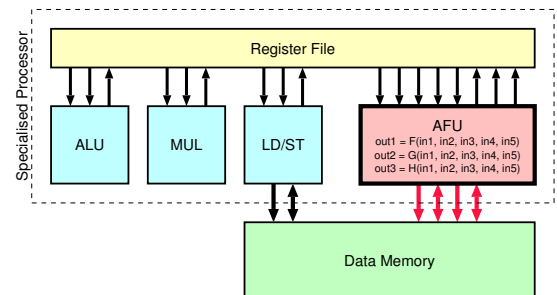 Specialised Processor
Register File
ALU
MUL
LD/ST
AFU
out1 = F(in1, in2, in3, in4, in5)
out2 = G(in1, in2, in3, in4, in5)
out3 = H(in1, in2, in3, in4, in5)
Data Memory